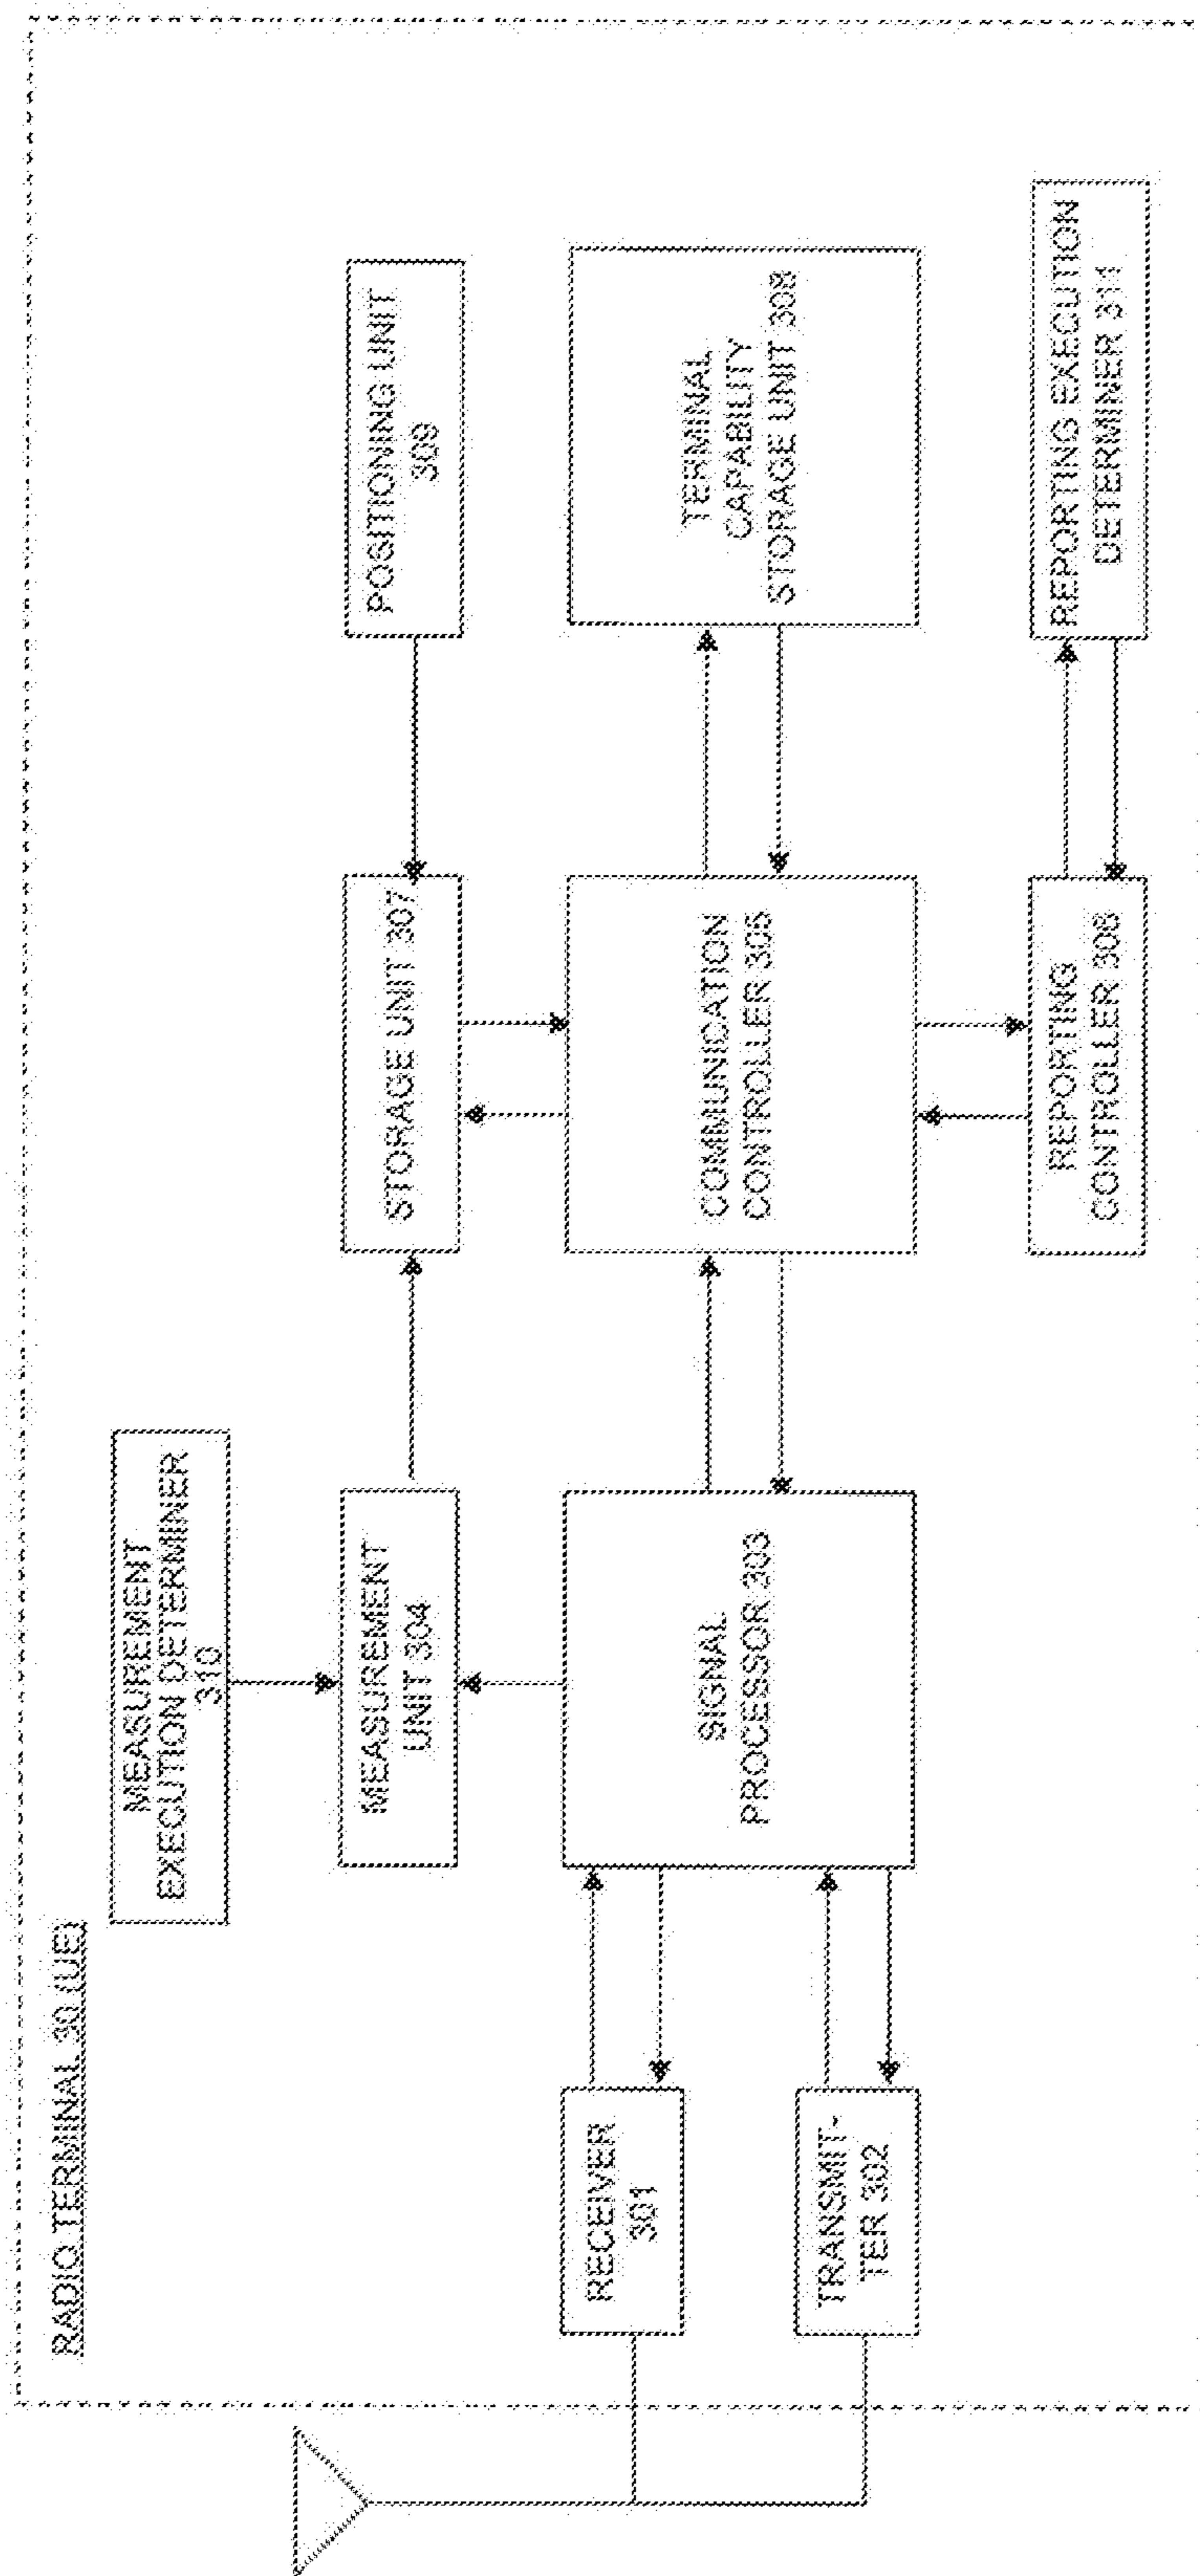 RADIO TERMINAL 30 (UE)
MEASUREMENT
EXECUTION DETERMINER
310
MEASUREMENT
UNIT 304
STORAGE UNIT 307
POSITIONING UNIT
309
RECEIVER
301
TRANSMIT-
TER 302
SIGNAL
PROCESSOR 303
COMMUNICATION
CONTROLLER 305
TERMINAL
CAPABILITY
STORAGE UNIT 308
REPORTING
CONTROLLER 306
REPORTING EXECUTION
DETERMINER 311